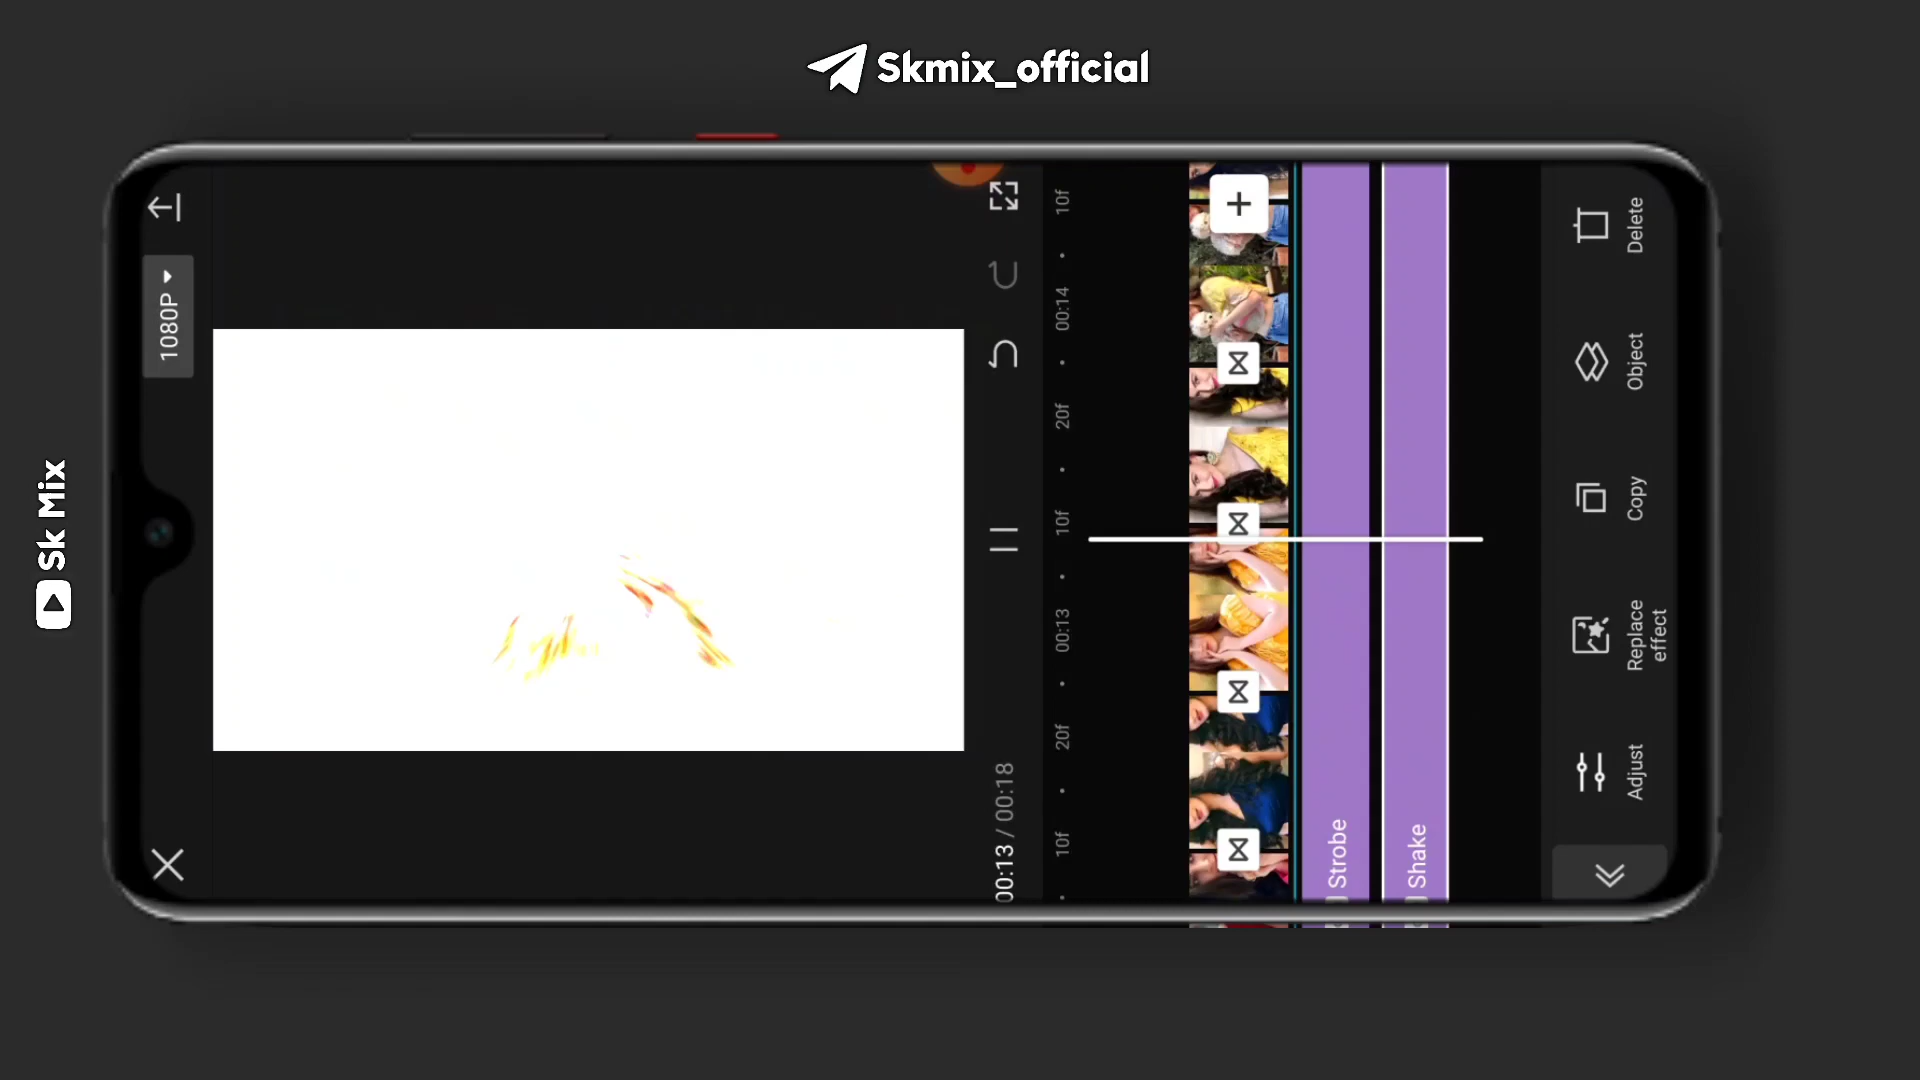 Skmix_official
Sk Mix
1080P
00:13 / 00:18
10f
00:13
20f
10f
20f
00:14
10f
Strobe
Shake
Adjust
Replace
effect
Copy
Object
Delete